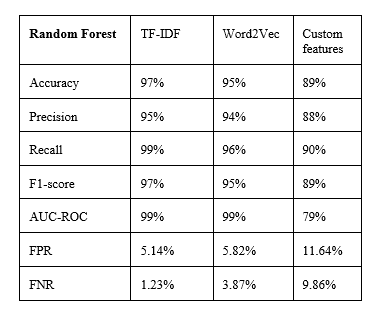 Random Forest TF-IDF Word2Vec Custom
features
Accuracy 97% 95% 89%
Precision 95% 94% 88%
Recall 99% 96% 90%
F1-score 97% 95% 89%
AUC-ROC 99% 99% 79%
FPR 5.14% 5.82% 11.64%
FNR 1.23% 3.87% 9.86%